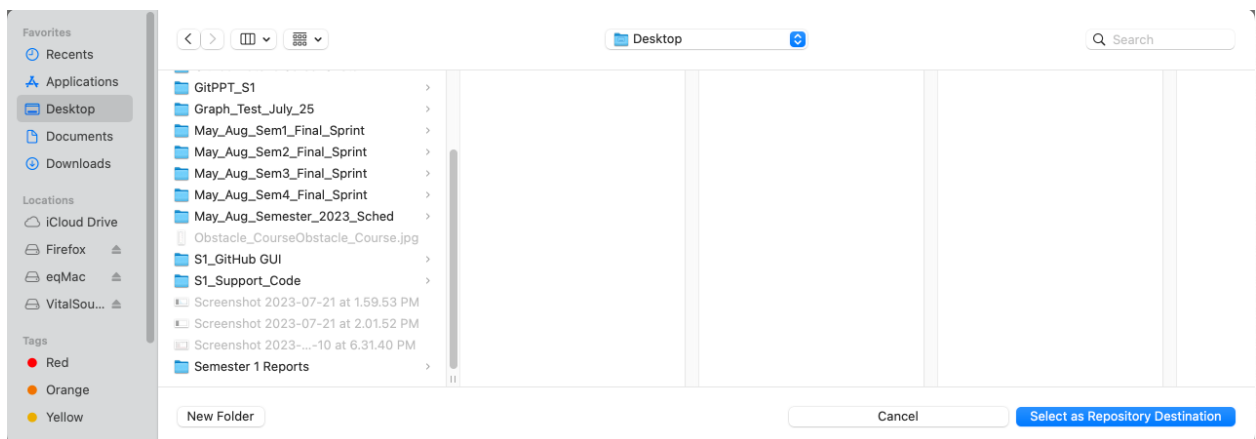 Favorites
Recents
Applications
Desktop
Documents
Downloads
Locations
iCloud Drive
Firefox
eqMac
VitalSou...
Tags
Red
Orange
Yellow
Desktop
Search
GitPPT_S1
Graph_Test_July_25
May_Aug_Sem1_Final_Sprint
May_Aug_Sem2_Final_Sprint
May_Aug_Sem3_Final_Sprint
May_Aug_Sem4_Final_Sprint
May_Aug_Semester_2023_Sched
Obstacle_CourseObstacle_Course.jpg
S1_GitHub GUI
S1_Support_Code
Screenshot 2023-07-21 at 1.59.53 PM
Screenshot 2023-07-21 at 2.01.52 PM
Screenshot 2023-...-10 at 6.31.40 PM
Semester 1 Reports
New Folder
Cancel
Select as Repository Destination